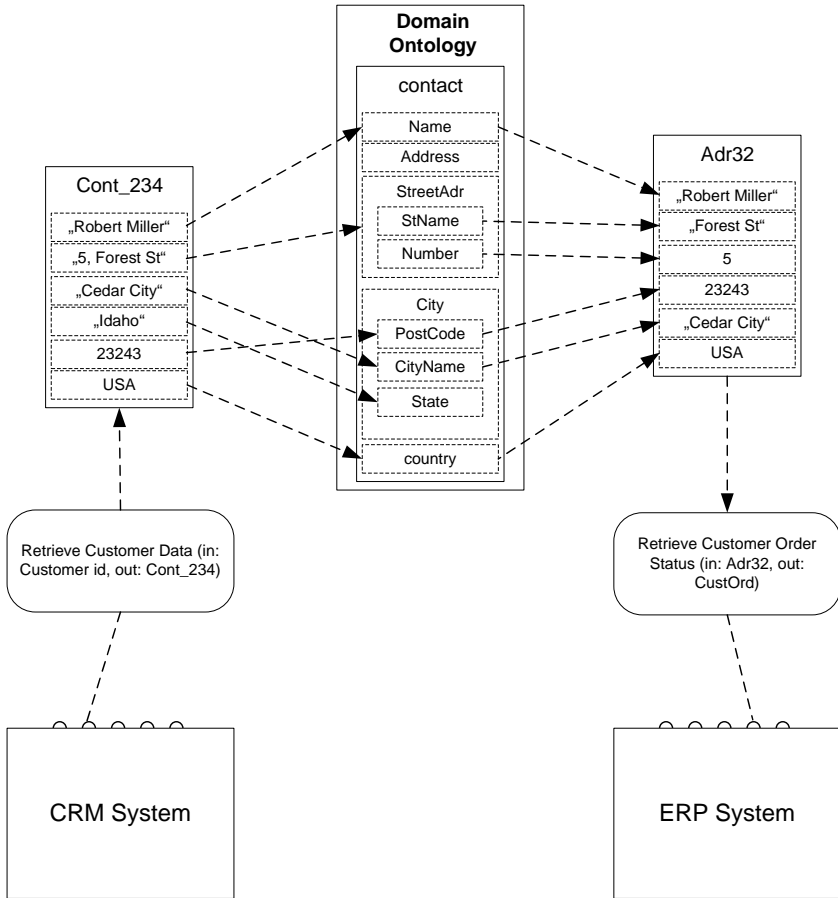 Domain
Ontology
contact
Name
Address
StreetAdr
StName
Number
City
PostCode
CityName
State
country
Cont_234
„Robert Miller“
„5, Forest St“
„Cedar City“
„Idaho“
23243
USA
Adr32
„Robert Miller“
„Forest St“
5
23243
„Cedar City“
USA
Retrieve Customer Data (in:
Customer id, out: Cont_234)
Retrieve Customer Order
Status (in: Adr32, out:
CustOrd)
CRM System
ERP System